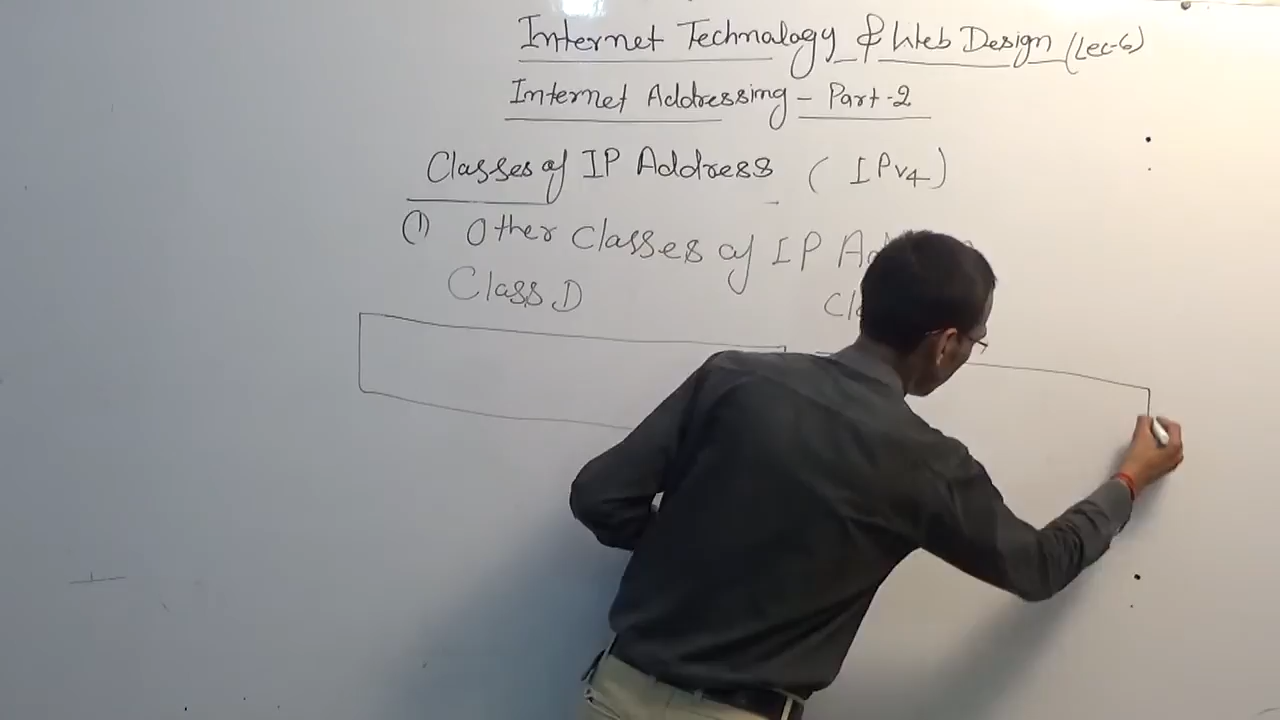 Internet Technalogy & Web Design (Lec-6)
Internet Addressing - Part-2
Classes of IP Address ( IPv4 )
(1) Other Classes of IP
Class D